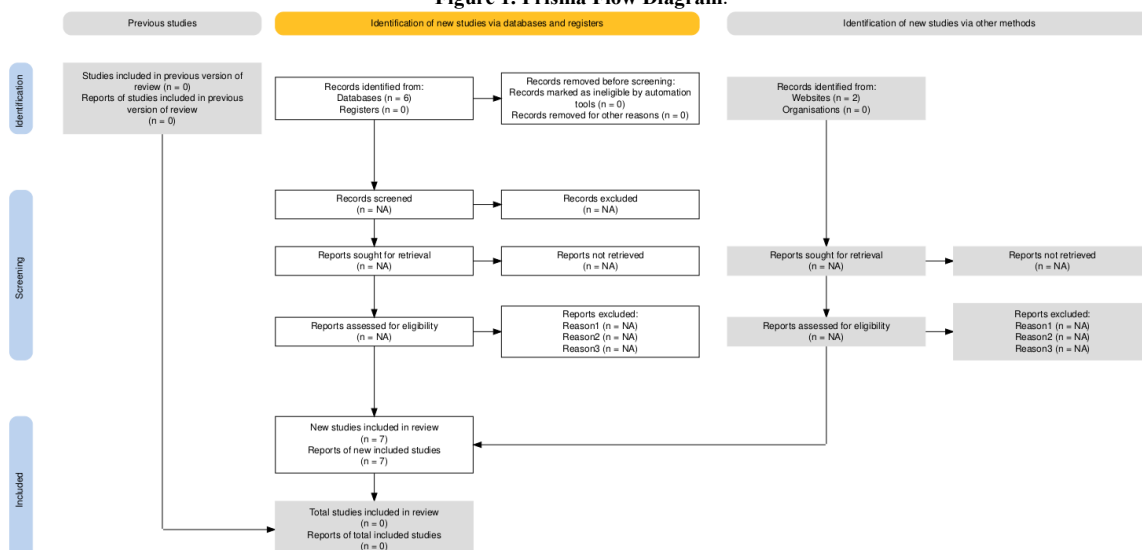 Figure 1. Prisma Flow Diagram.
Previous studies
Identification of new studies via databases and registers
Identification of new studies via other methods
Identification
Studies included in previous version of
review (n = 0)
Reports of studies included in previous
version of review
(n = 0)
Records identified from:
Databases (n = 6)
Registers (n = 0)
Records removed before screening:
Records marked as ineligible by automation
tools (n = 0)
Records removed for other reasons (n = 0)
Records identified from:
Websites (n = 2)
Organisations (n = 0)
Screening
Records screened
(n = NA)
Records excluded
(n = NA)
Reports sought for retrieval
(n = NA)
Reports not retrieved
(n = NA)
Reports sought for retrieval
(n = NA)
Reports not retrieved
(n = NA)
Reports assessed for eligibility
(n = NA)
Reports excluded:
Reason1 (n = NA)
Reason2 (n = NA)
Reason3 (n = NA)
Reports assessed for eligibility
(n = NA)
Reports excluded:
Reason1 (n = NA)
Reason2 (n = NA)
Reason3 (n = NA)
Included
New studies included in review
(n = 7)
Reports of new included studies
(n = 7)
Total studies included in review
(n = 0)
Reports of total included studies
(n = 0)